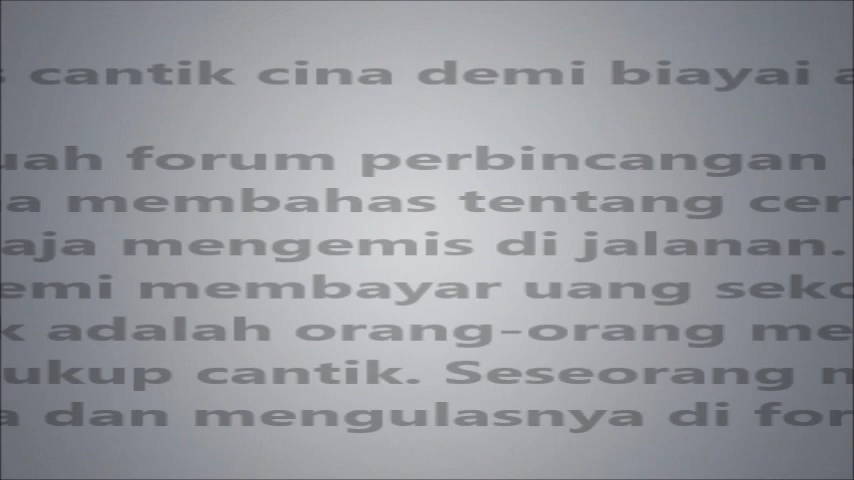 cantik cina demi biayai
forum perbincangan
membahas tentang
mengemis di jalanan.
membayar uang
adalah orang-orang
cantik. Seseorang
dan mengulasnya di